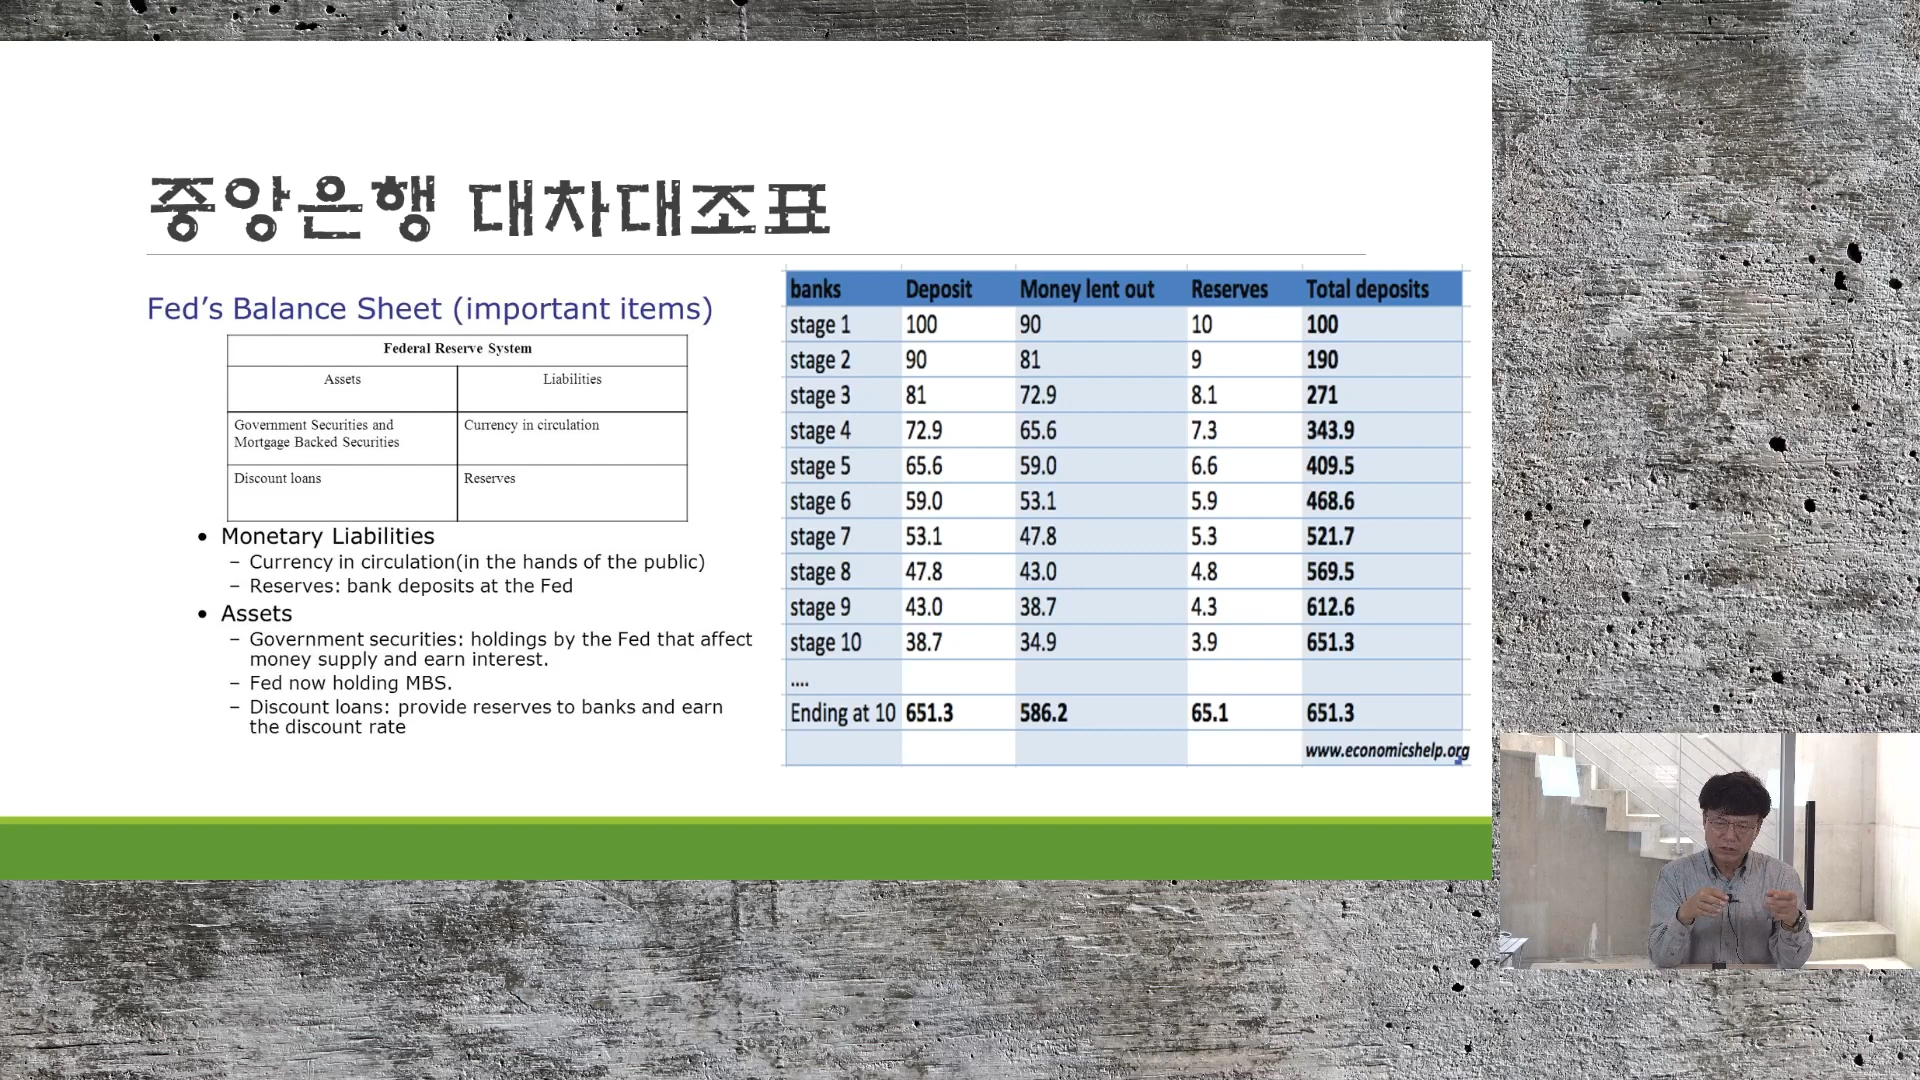 중앙은행 대차대조표
Fed’s Balance Sheet (important items)
Federal Reserve System
Assets Liabilities
Government Securities and Currency in circulation
Mortgage Backed Securities
Discount loans Reserves
• Monetary Liabilities
– Currency in circulation(in the hands of the public)
– Reserves: bank deposits at the Fed
• Assets
– Government securities: holdings by the Fed that affect
money supply and earn interest.
– Fed now holding MBS.
– Discount loans: provide reserves to banks and earn
the discount rate
banks Deposit Money lent out Reserves Total deposits
stage 1 100 90 10 100
stage 2 90 81 9 190
stage 3 81 72.9 8.1 271
stage 4 72.9 65.6 7.3 343.9
stage 5 65.6 59.0 6.6 409.5
stage 6 59.0 53.1 5.9 468.6
stage 7 53.1 47.8 5.3 521.7
stage 8 47.8 43.0 4.8 569.5
stage 9 43.0 38.7 4.3 612.6
stage 10 38.7 34.9 3.9 651.3
....
Ending at 10 651.3 586.2 65.1 651.3
www.economicshelp.org